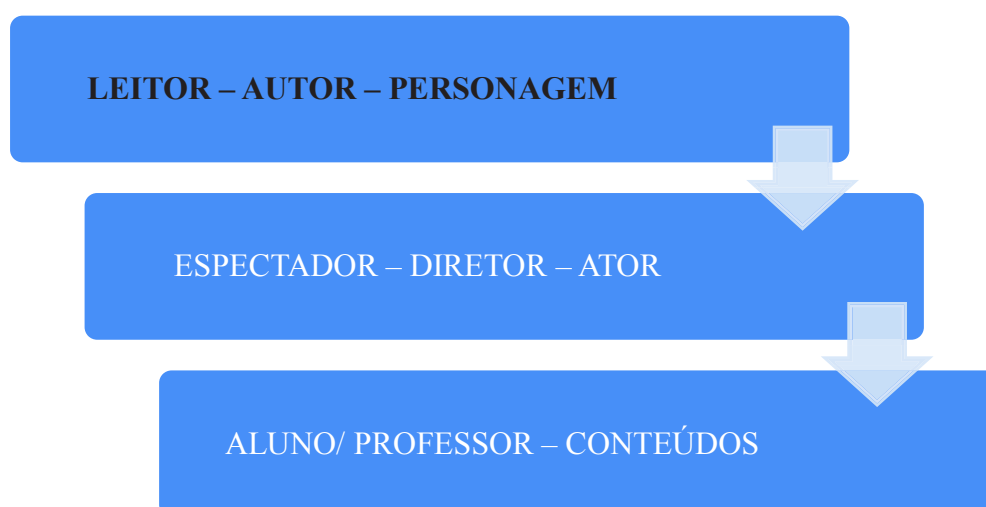 LEITOR – AUTOR – PERSONAGEM
ESPECTADOR – DIRETOR – ATOR
ALUNO/ PROFESSOR – CONTEÚDOS